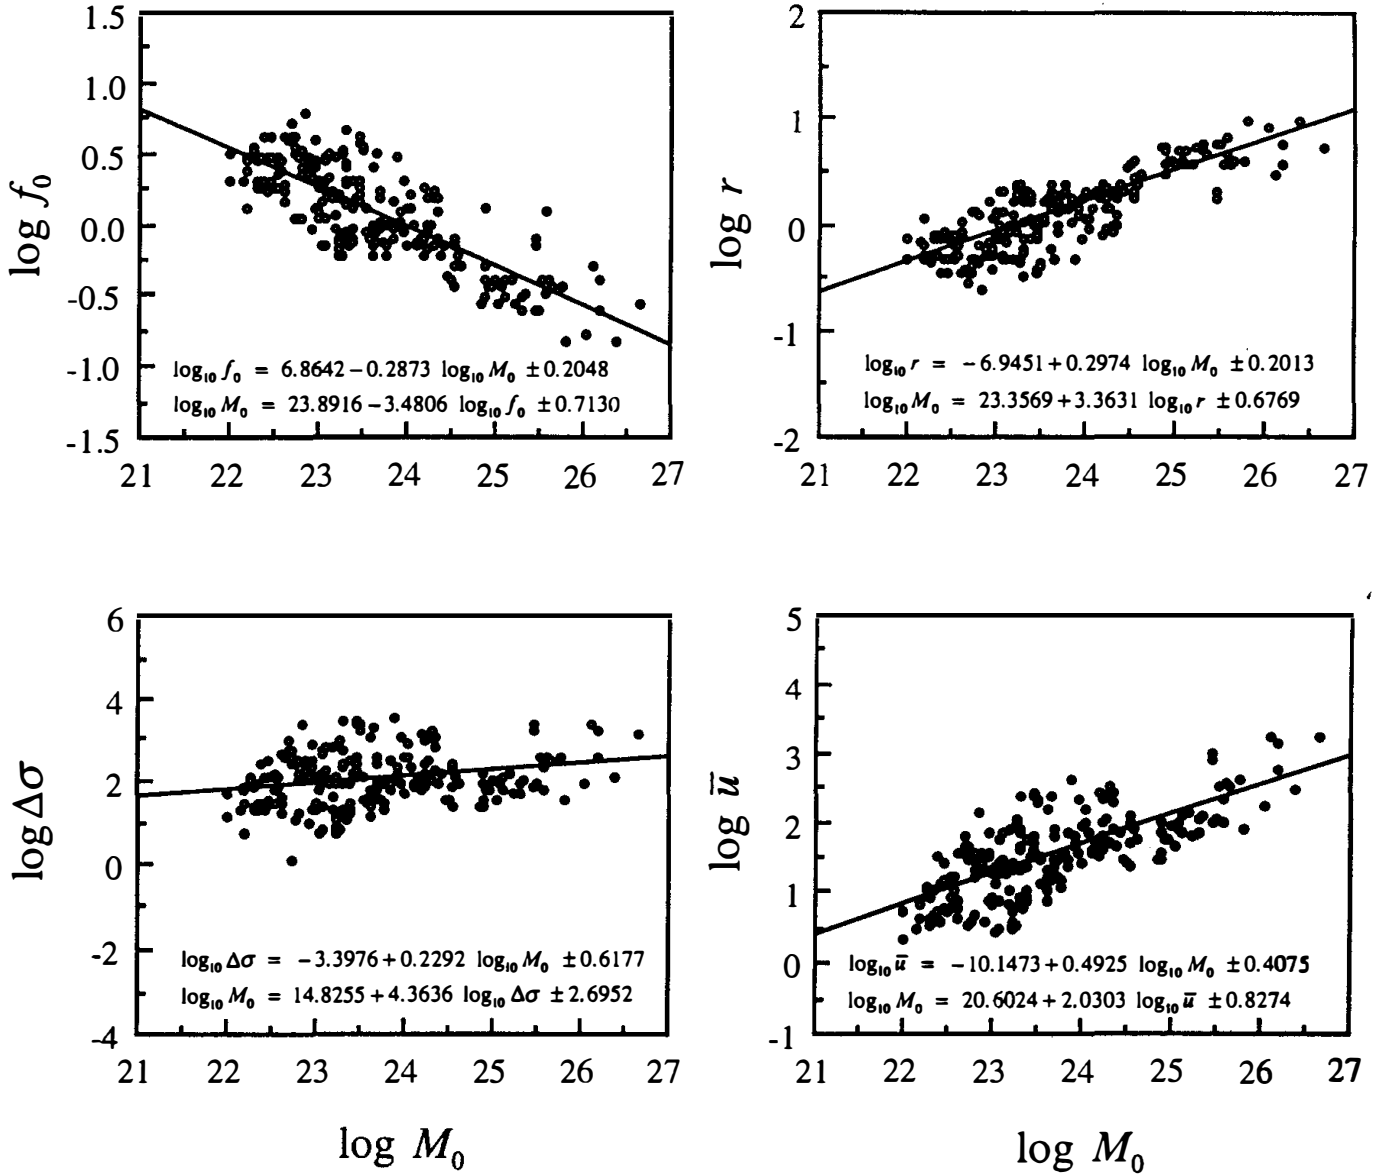 1.5
1.0
0.5
0.0
-0.5
-1.0
-1.5
log f₀
log₁₀ f₀ = 6.8642 – 0.2873 log₁₀ M₀ ± 0.2048
log₁₀ M₀ = 23.8916 – 3.4806 log₁₀ f₀ ± 0.7130
21 22 23 24 25 26 27
2
1
0
-1
-2
log r
log₁₀ r = –6.9451 + 0.2974 log₁₀ M₀ ± 0.2013
log₁₀ M₀ = 23.3569 + 3.3631 log₁₀ r ± 0.6769
21 22 23 24 25 26 27
6
4
2
0
-2
-4
log Δσ
log₁₀ Δσ = –3.3976 + 0.2292 log₁₀ M₀ ± 0.6177
log₁₀ M₀ = 14.8255 + 4.3636 log₁₀ Δσ ± 2.6952
21 22 23 24 25 26 27
log M₀
5
4
3
2
1
0
-1
log u̅
log₁₀ u̅ = –10.1473 + 0.4925 log₁₀ M₀ ± 0.4075
log₁₀ M₀ = 20.6024 + 2.0303 log₁₀ u̅ ± 0.8274
21 22 23 24 25 26 27
log M₀